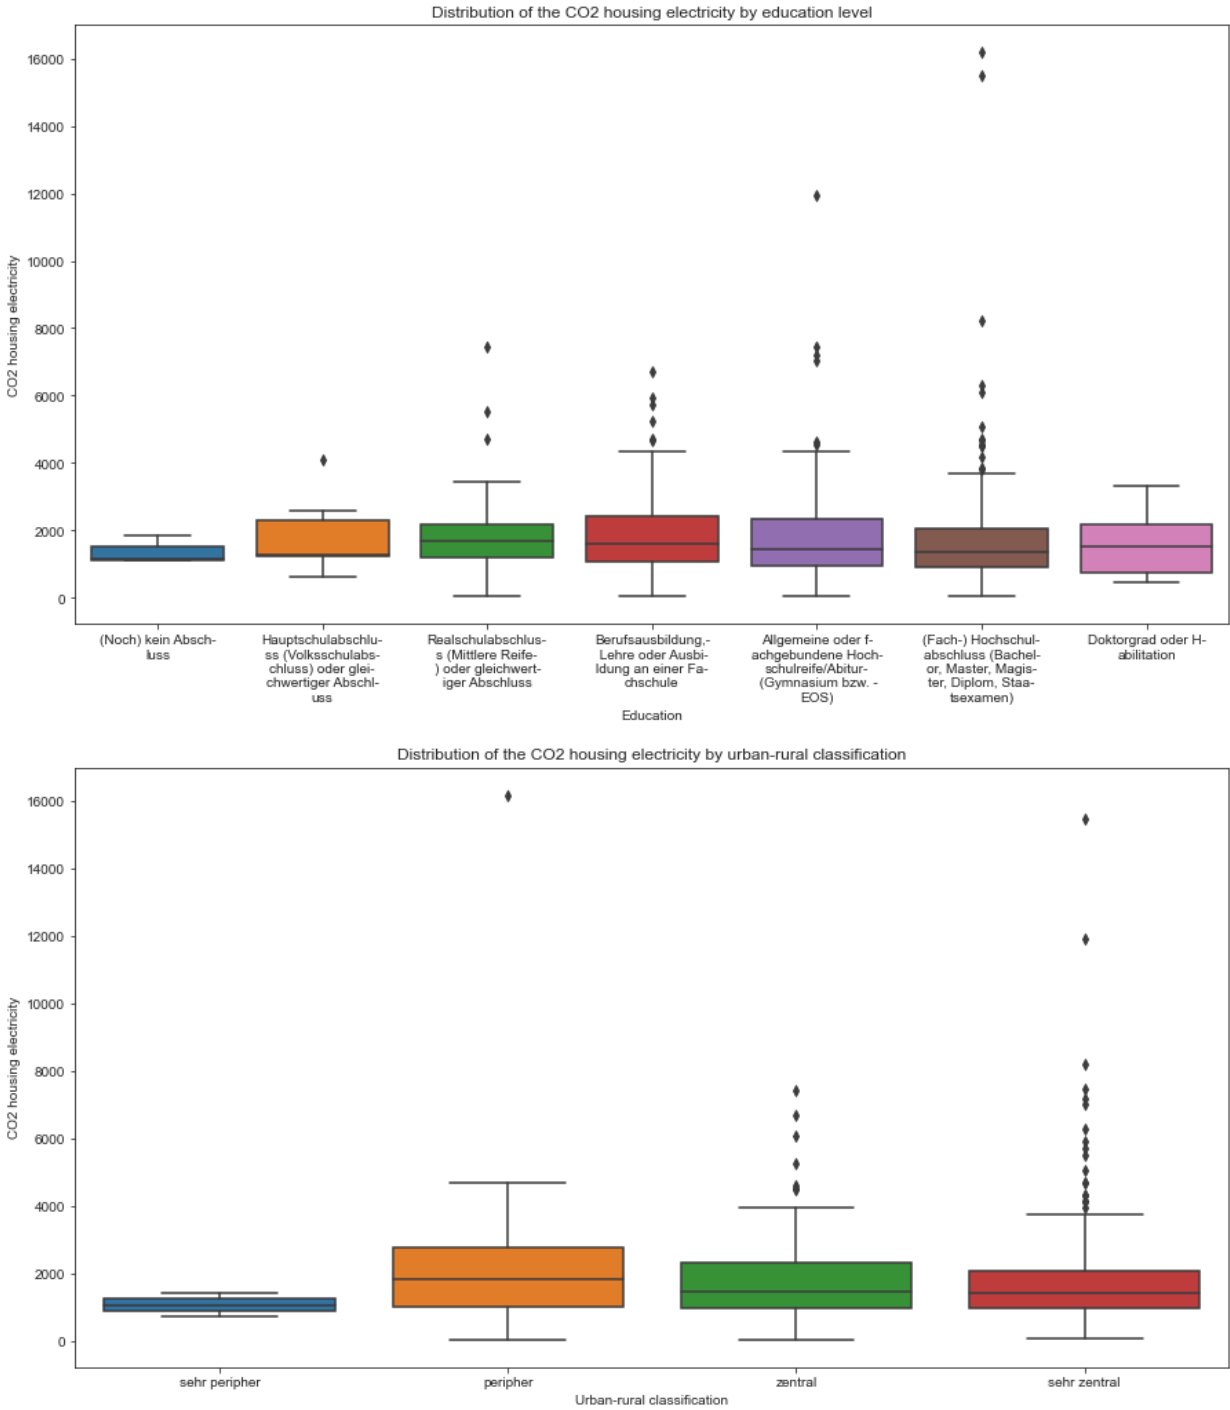 Distribution of the CO2 housing electricity by education level
16000
14000
12000
10000
8000
6000
4000
2000
0
CO2 housing electricity
(Noch) kein Absch-
luss
Hauptschulabschlu-
ss (Volksschulabs-
chluss) oder glei-
chwertiger Abschl-
uss
Realschulabschlus-
s (Mittlere Reife-
) oder gleichwert-
iger Abschluss
Berufsausbildung,-
Lehre oder Ausbi-
ldung an einer Fa-
chschule
Allgemeine oder f-
achgebundene Hoch-
schulreife/Abitur-
(Gymnasium bzw. -
EOS)
(Fach-) Hochschul-
abschluss (Bachel-
or, Master, Magis-
ter, Diplom, Staa-
tsexamen)
Doktorgrad oder H-
abilitation
Education
Distribution of the CO2 housing electricity by urban-rural classification
16000
14000
12000
10000
8000
6000
4000
2000
0
CO2 housing electricity
sehr peripher
peripher
zentral
sehr zentral
Urban-rural classification